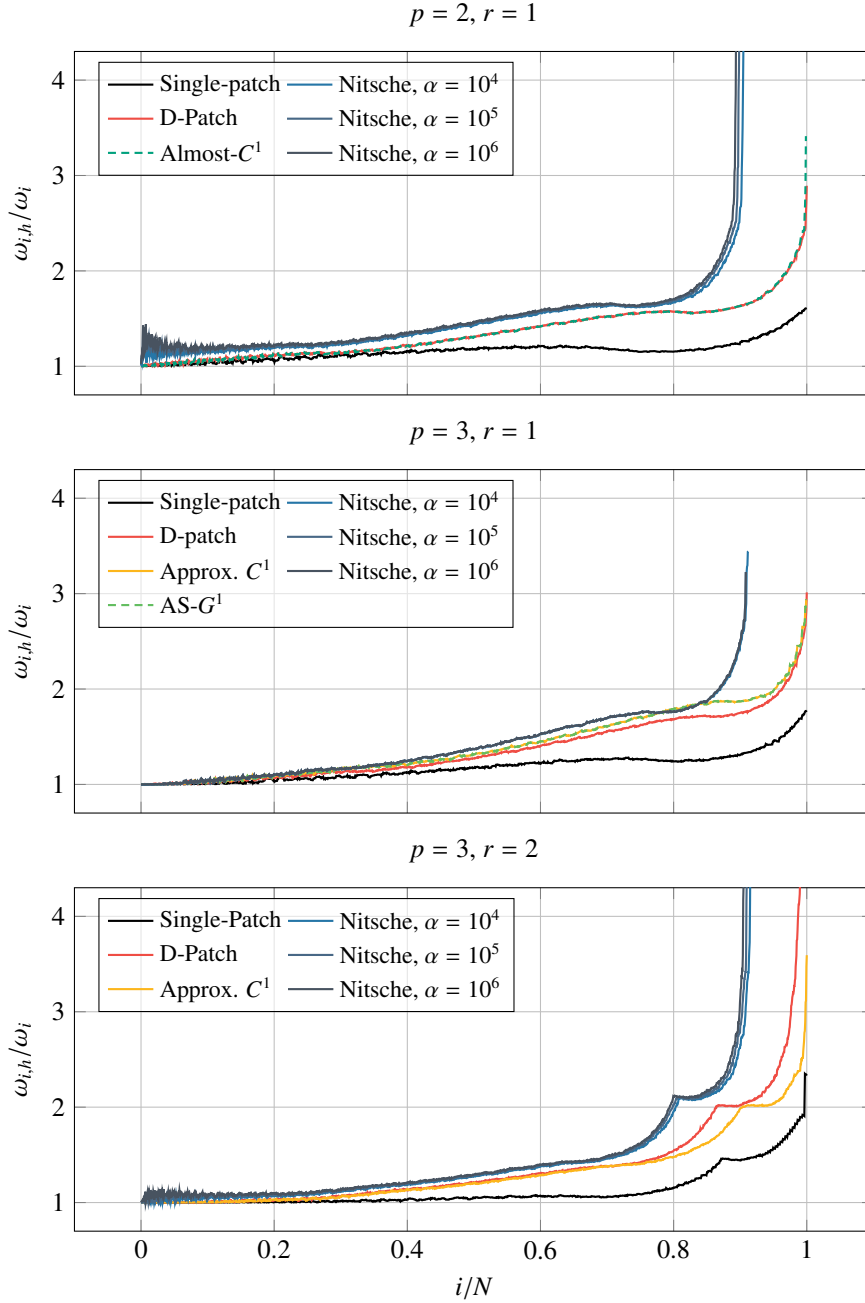 p = 2, r = 1
4
3
2
1
ω_{i,h}/ω_i
Single-patch
D-Patch
Almost-C^1
Nitsche, α = 10^4
Nitsche, α = 10^5
Nitsche, α = 10^6
p = 3, r = 1
4
3
2
1
ω_{i,h}/ω_i
Single-patch
D-patch
Approx. C^1
AS-G^1
Nitsche, α = 10^4
Nitsche, α = 10^5
Nitsche, α = 10^6
p = 3, r = 2
4
3
2
1
ω_{i,h}/ω_i
Single-Patch
D-Patch
Approx. C^1
Nitsche, α = 10^4
Nitsche, α = 10^5
Nitsche, α = 10^6
0 0.2 0.4 0.6 0.8 1
i/N